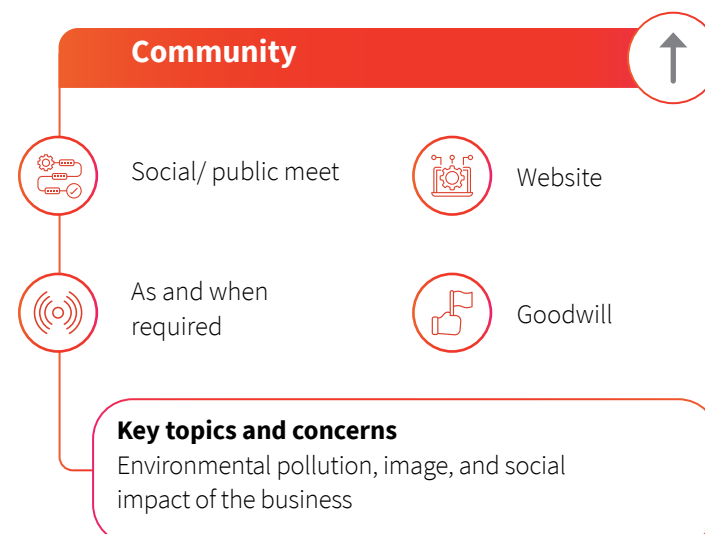 Community
Social/ public meet
Website
As and when
required
Goodwill
Key topics and concerns
Environmental pollution, image, and social
impact of the business